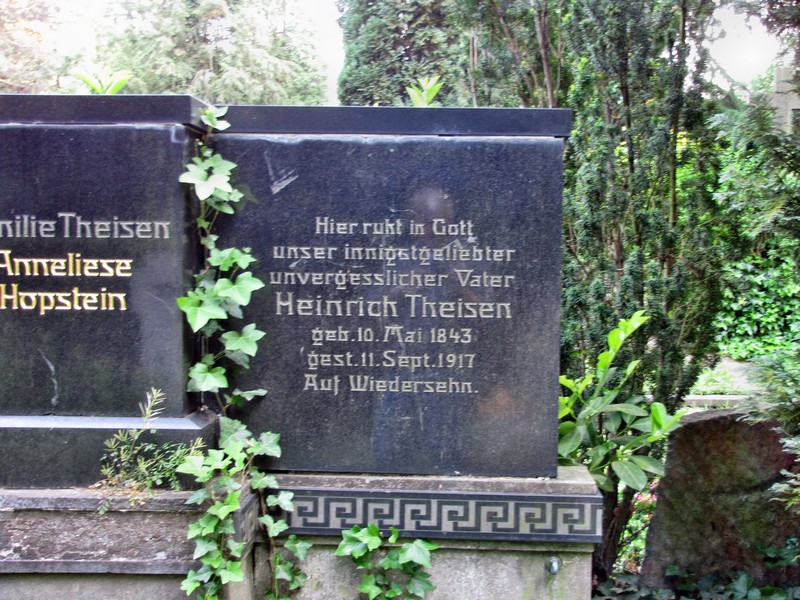 milie Theisen
Anneliese
Hopstein
Hier ruht in Gott
unser innigstgeliebter
unvergesslicher Vater
Heinrich Theisen
geb. 10. Mai 1843
gest. 11. Sept. 1917
Auf Wiedersehn.